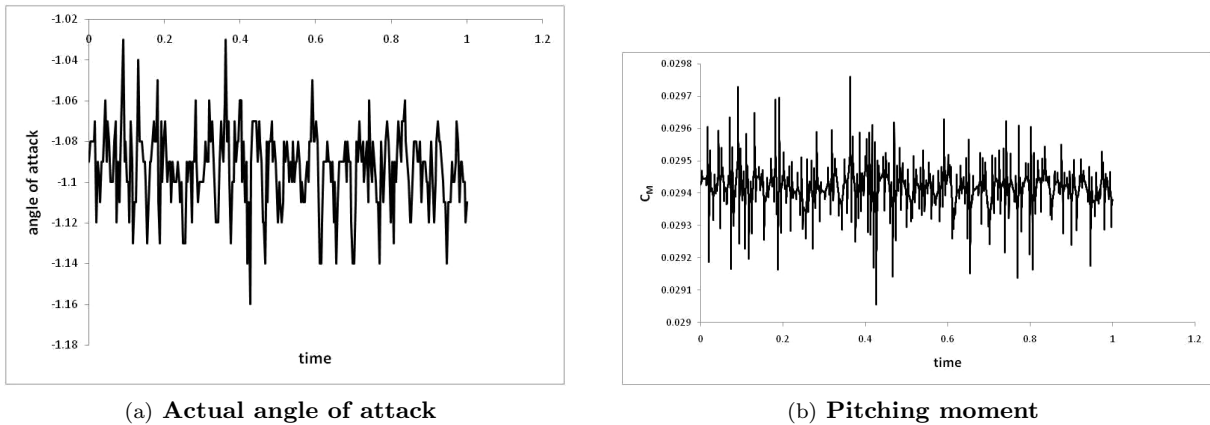 -1.02
0 0.2 0.4 0.6 0.8 1 1.2
-1.04
-1.06
-1.08
-1.1
-1.12
-1.14
-1.16
-1.18
angle of attack
time
(a) Actual angle of attack
0.0298
0.0297
0.0296
0.0295
0.0294
0.0293
0.0292
0.0291
0.029
0 0.2 0.4 0.6 0.8 1 1.2
C_M
time
(b) Pitching moment